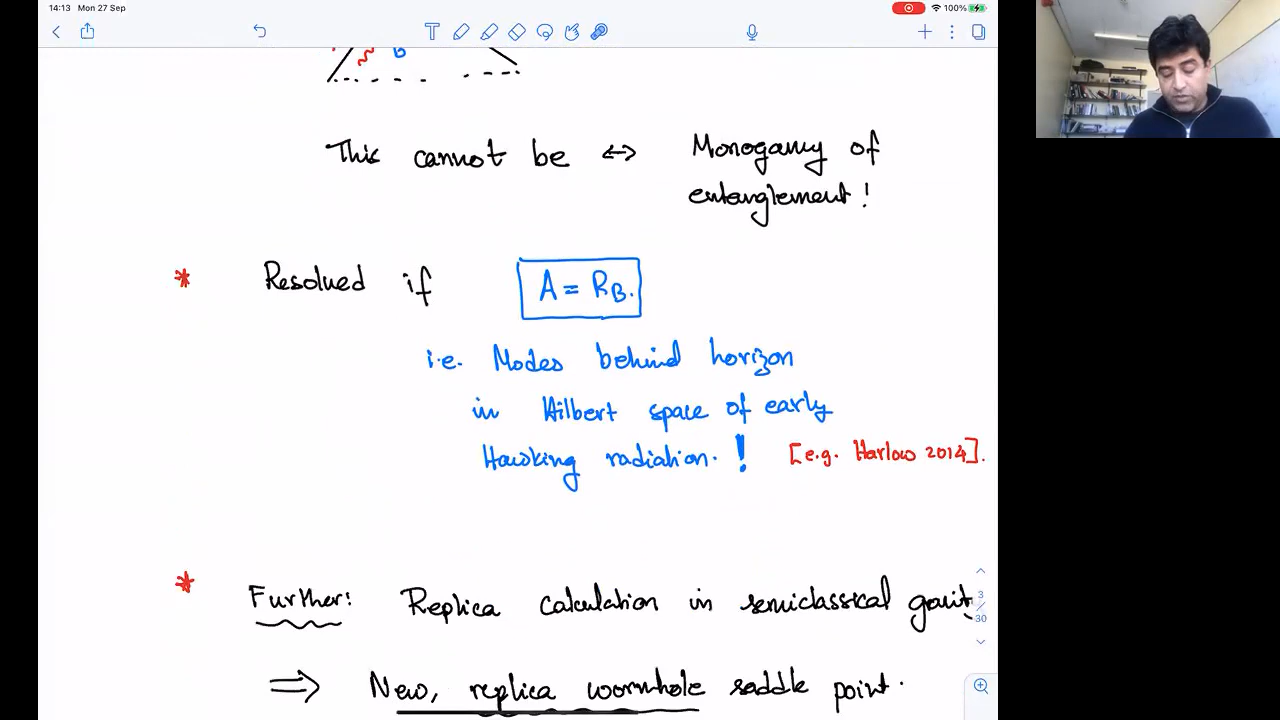 14:13 Mon 27 Sep
100%
B
This cannot be ↔ Monogamy of
entanglement!
* Resolved if A = R_B.
i.e. Modes behind horizon
in Hilbert space of early
Hawking radiation. ! [e.g. Harlow 2014].
* Further: Replica calculation in semiclassical gravity
⟹ New, replica wormhole saddle point.
3
/
30